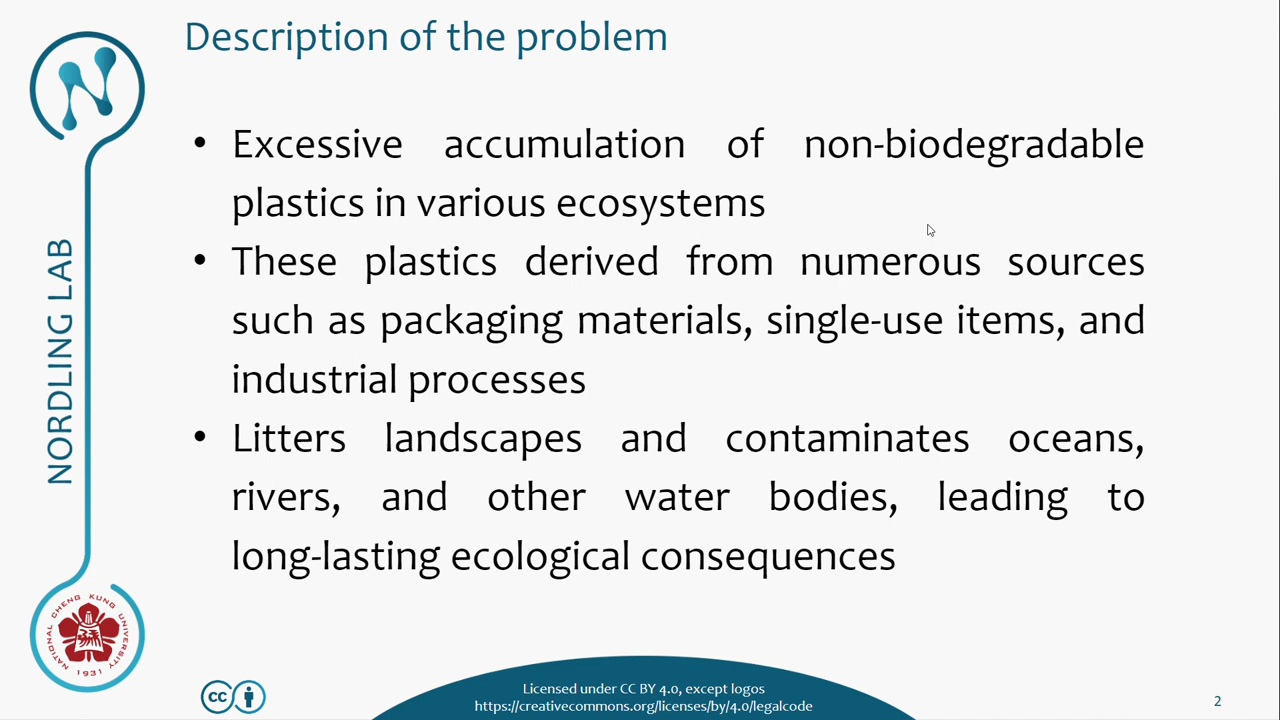 Description of the problem
• Excessive accumulation of non-biodegradable
plastics in various ecosystems
• These plastics derived from numerous sources
such as packaging materials, single-use items, and
industrial processes
• Litters landscapes and contaminates oceans,
rivers, and other water bodies, leading to
long-lasting ecological consequences
NORDLING LAB
NATIONAL CHENG KUNG UNIVERSITY
1931
cc
Licensed under CC BY 4.0, except logos
https://creativecommons.org/licenses/by/4.0/legalcode
2